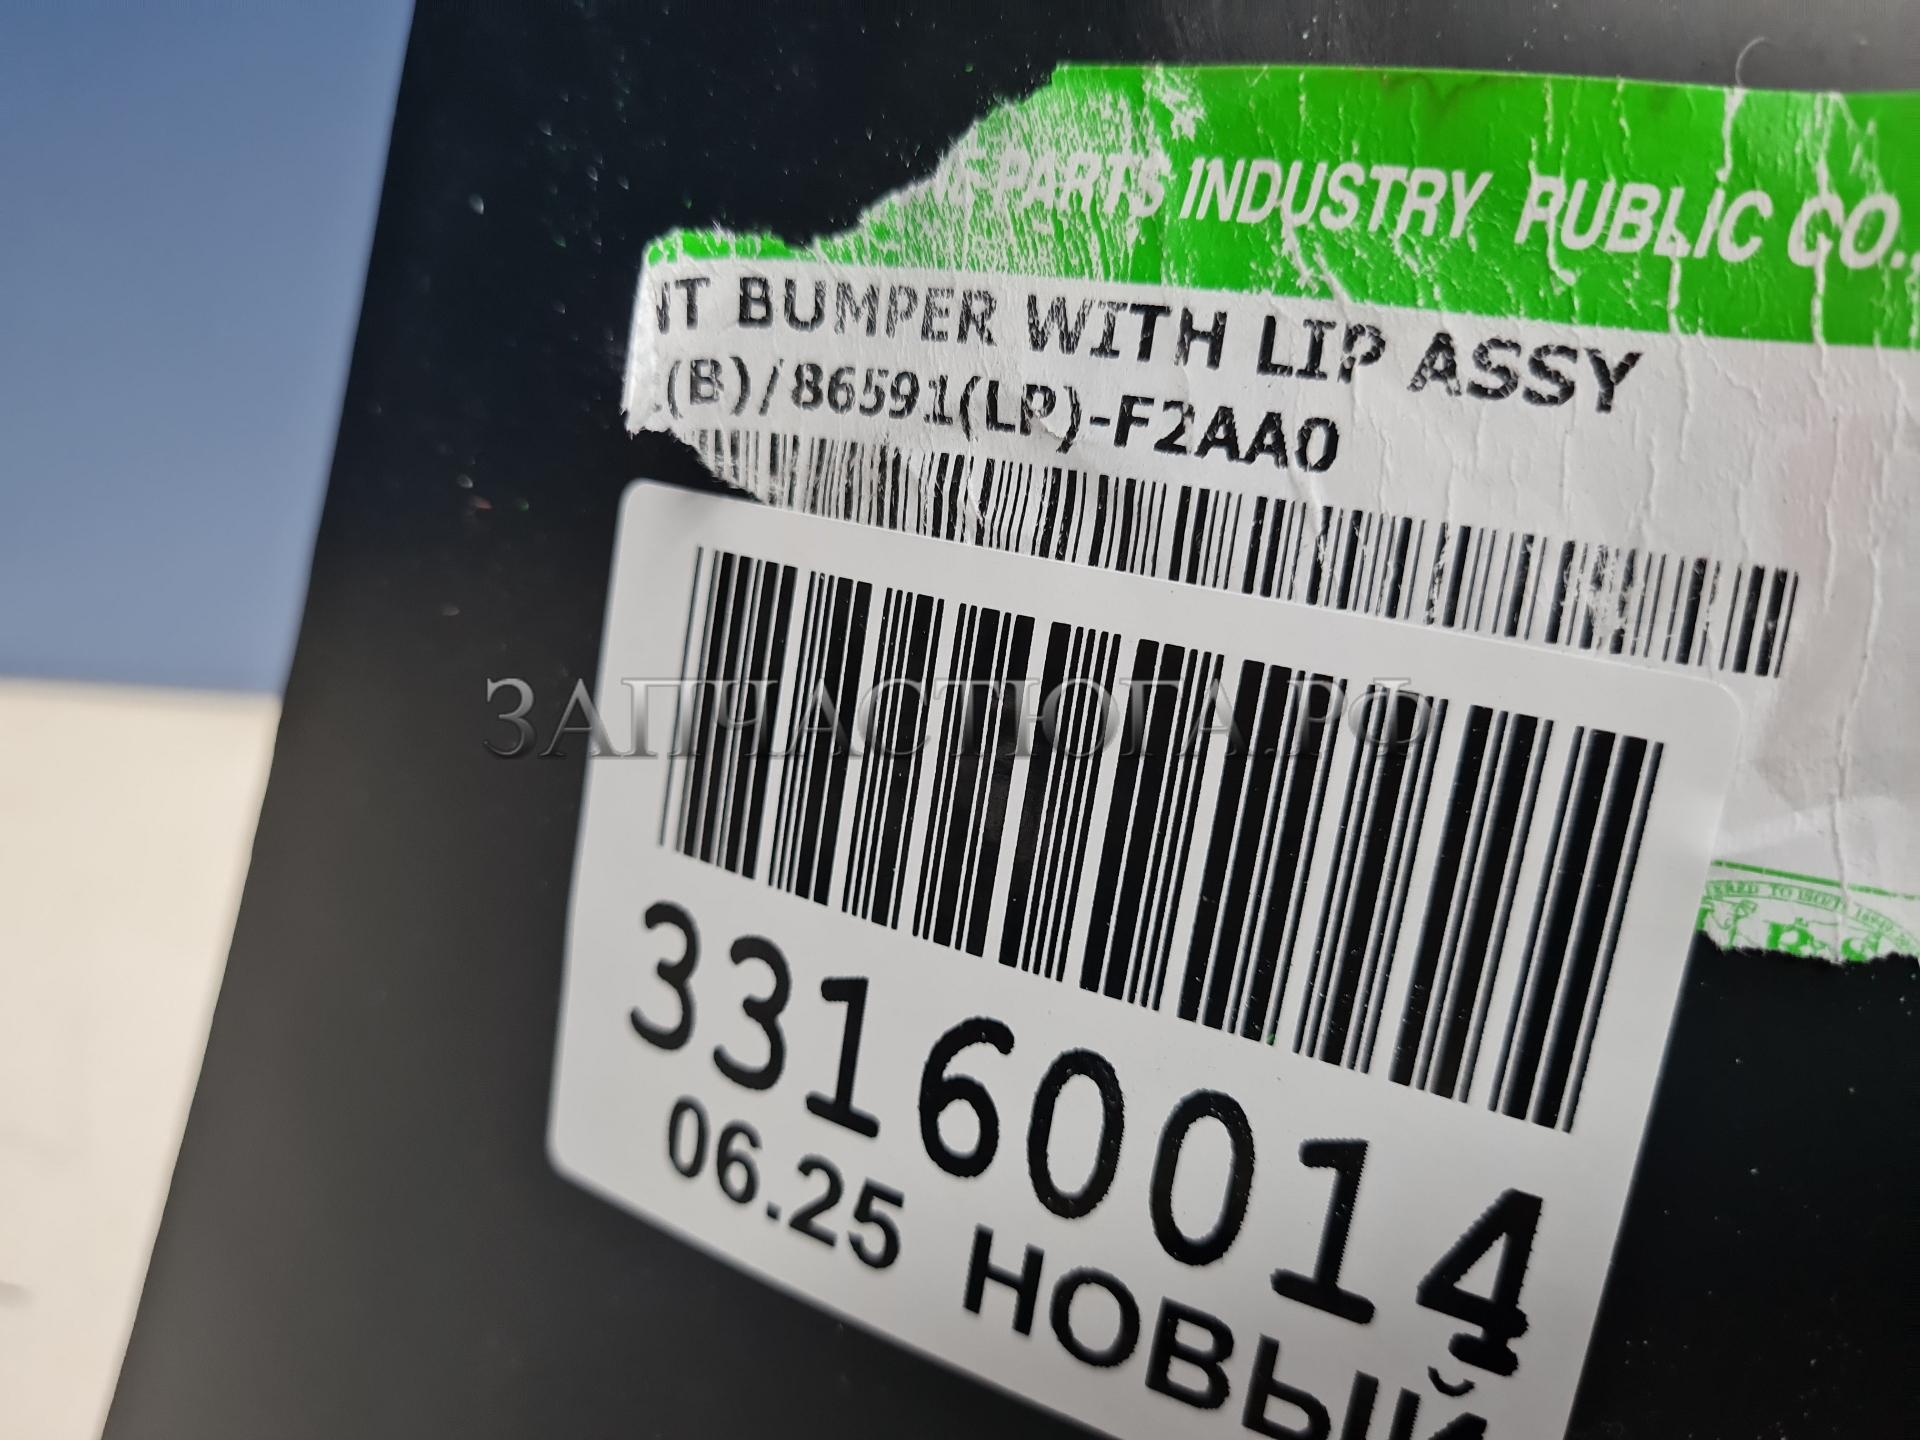 PARTS INDUSTRY PUBLIC CO.,
NT BUMPER WITH LIP ASSY
(B)/86591(LP)-F2AA0
ЗАПЧАСТЮГА.РФ
33160014
06.25 НОВЫЙ